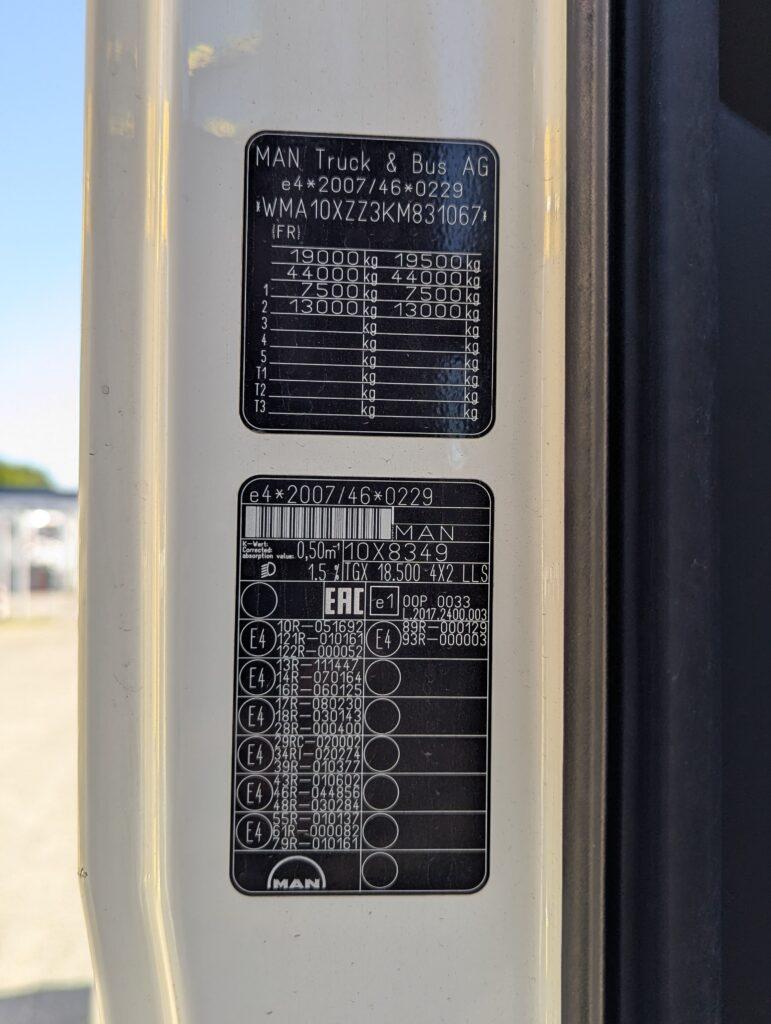 MAN Truck & Bus AG
e4*2007/46*0229
*WMA10XZZ3KM831067*
(FR)
19000 kg 19500 kg
44000 kg 44000 kg
1 7500 kg 7500 kg
2 13000 kg 13000 kg
3 kg kg
4 kg kg
5 kg kg
T1 kg kg
T2 kg kg
T3 kg kg
e4*2007/46*0229
MAN
K-Wert:
Corrected
absorption value: 0,50m⁻¹ 10X8349
1.5 % TGX 18.500 4X2 LLS
EAC e1 00P 0033
L.2017.2400.003
E4 10R-051692 E4 89R-000129
121R-010161 93R-000003
122R-000052
E4 13R-111447
14R-070164
16R-060125
E4 17R-080230
18R-030143
28R-000400
E4 29RC-020002
34RI-020274
39R-010377
E4 43R-010602
46R-044856
48R-030284
E4 55R-010137
61R-000082
79R-010161
MAN